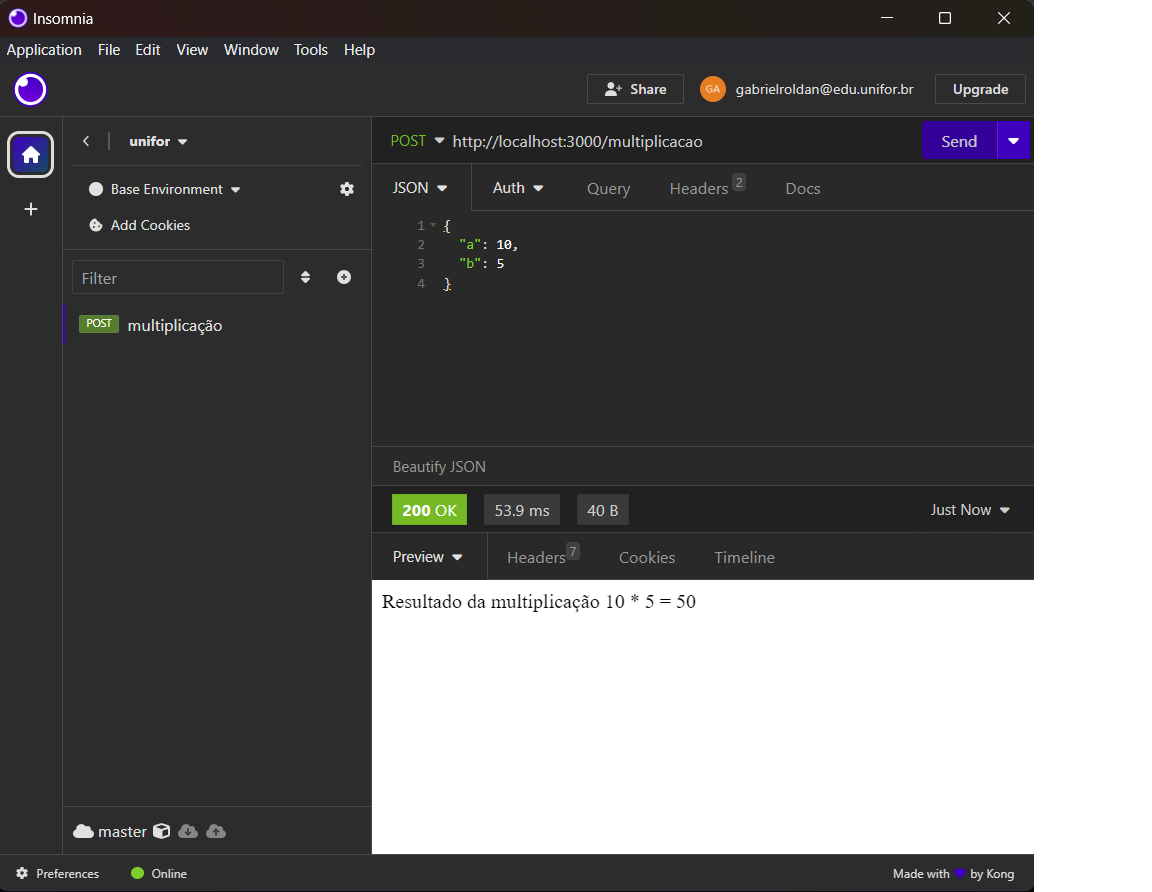 Insomnia
Application File Edit View Window Tools Help
Share GA gabrielroldan@edu.unifor.br Upgrade
unifor
POST http://localhost:3000/multiplicacao Send
Base Environment
JSON Auth Query Headers 2 Docs
Add Cookies
1 {
2 "a": 10,
3 "b": 5
4 }
Filter
POST multiplicação
Beautify JSON
200 OK 53.9 ms 40 B Just Now
Preview Headers 7 Cookies Timeline
Resultado da multiplicação 10 * 5 = 50
master
Preferences Online Made with by Kong